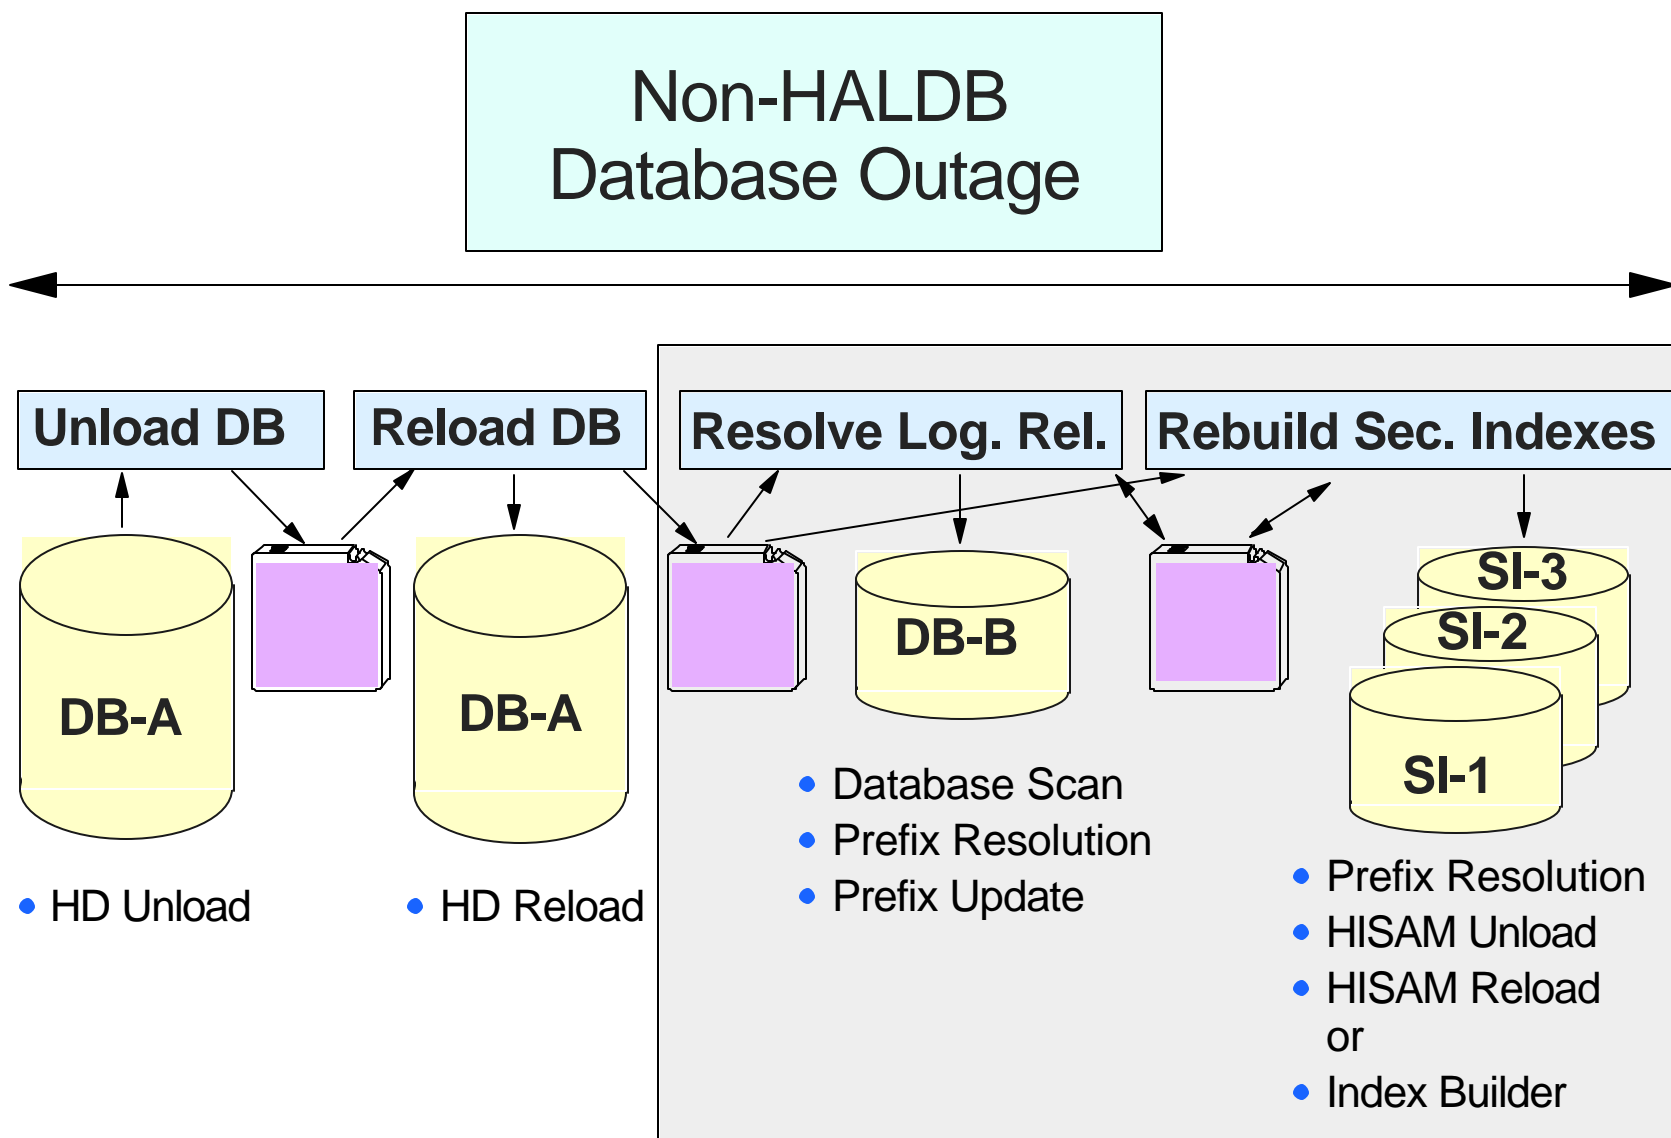 Non-HALDB
Database Outage
Unload DB
Reload DB
Resolve Log. Rel.
Rebuild Sec. Indexes
DB-A
DB-A
DB-B
SI-3
SI-2
SI-1
• HD Unload
• HD Reload
• Database Scan
• Prefix Resolution
• Prefix Update
• Prefix Resolution
• HISAM Unload
• HISAM Reload
or
• Index Builder